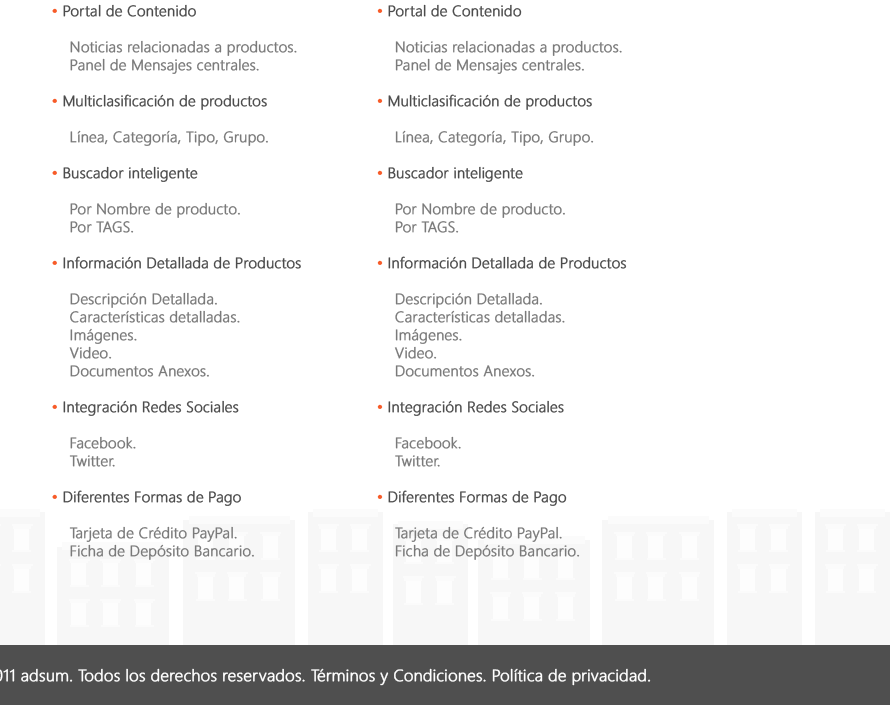 • Portal de Contenido
Noticias relacionadas a productos.
Panel de Mensajes centrales.
• Multiclasificación de productos
Línea, Categoría, Tipo, Grupo.
• Buscador inteligente
Por Nombre de producto.
Por TAGS.
• Información Detallada de Productos
Descripción Detallada.
Características detalladas.
Imágenes.
Video.
Documentos Anexos.
• Integración Redes Sociales
Facebook.
Twitter.
• Diferentes Formas de Pago
Tarjeta de Crédito PayPal.
Ficha de Depósito Bancario.
• Portal de Contenido
Noticias relacionadas a productos.
Panel de Mensajes centrales.
• Multiclasificación de productos
Línea, Categoría, Tipo, Grupo.
• Buscador inteligente
Por Nombre de producto.
Por TAGS.
• Información Detallada de Productos
Descripción Detallada.
Características detalladas.
Imágenes.
Video.
Documentos Anexos.
• Integración Redes Sociales
Facebook.
Twitter.
• Diferentes Formas de Pago
Tarjeta de Crédito PayPal.
Ficha de Depósito Bancario.
011 adsum. Todos los derechos reservados. Términos y Condiciones. Política de privacidad.